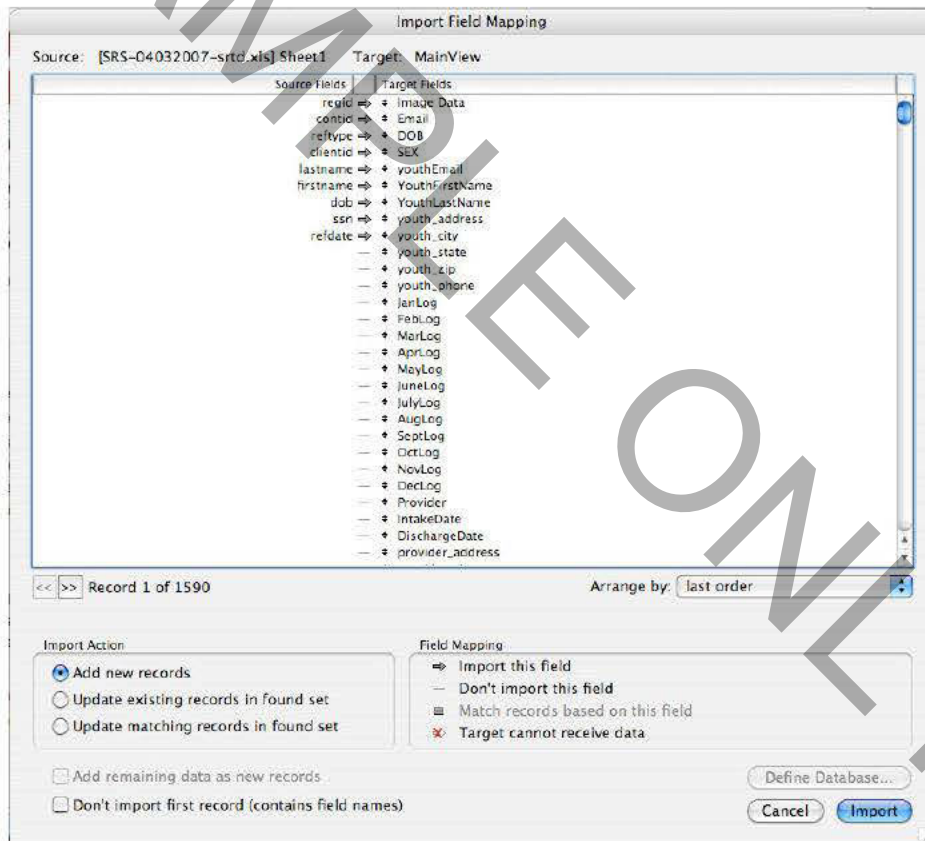 Import Field Mapping
Source: [SRS-04032007-srtd.xls] Sheet1 Target: MainView
Source Fields Target Fields
regid Image Data
contid Email
reftype DOB
clientid SEX
lastname youthEmail
firstname YouthFirstName
dob YouthLastName
ssn youth_address
refdate youth_city
youth_state
youth_zip
youth_phone
JanLog
FebLog
MarLog
AprLog
MayLog
JuneLog
JulyLog
AugLog
SeptLog
OctLog
NovLog
DecLog
Provider
IntakeDate
DischargeDate
provider_address
<< >> Record 1 of 1590 Arrange by: last order
Import Action Field Mapping
Add new records Import this field
Update existing records in found set Don't import this field
Update matching records in found set Match records based on this field
Target cannot receive data
Add remaining data as new records Define Database...
Don't import first record (contains field names)
Cancel Import